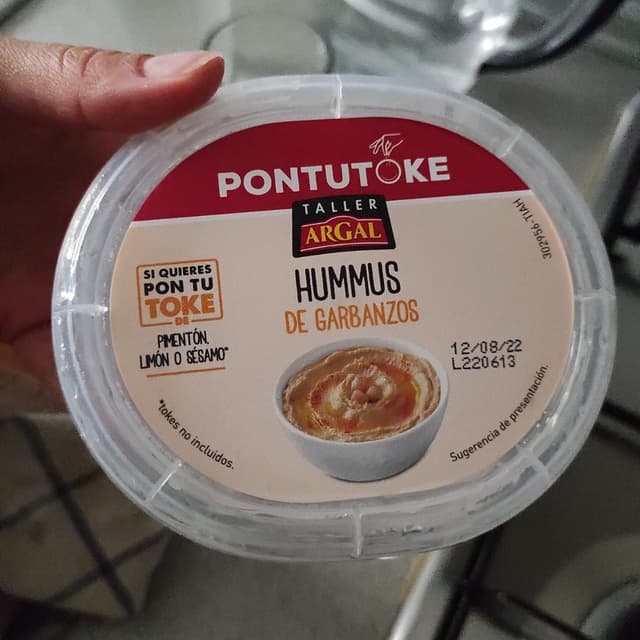 PONTUTOKE
TALLER
ARGAL
HUMMUS
DE GARBANZOS
SI QUIERES
PON TU
TOKE
DE
PIMENTÓN,
LIMÓN O SÉSAMO*
*tokes no incluidos.
12/08/22
L220613
Sugerencia de presentación.
302956-TIAH